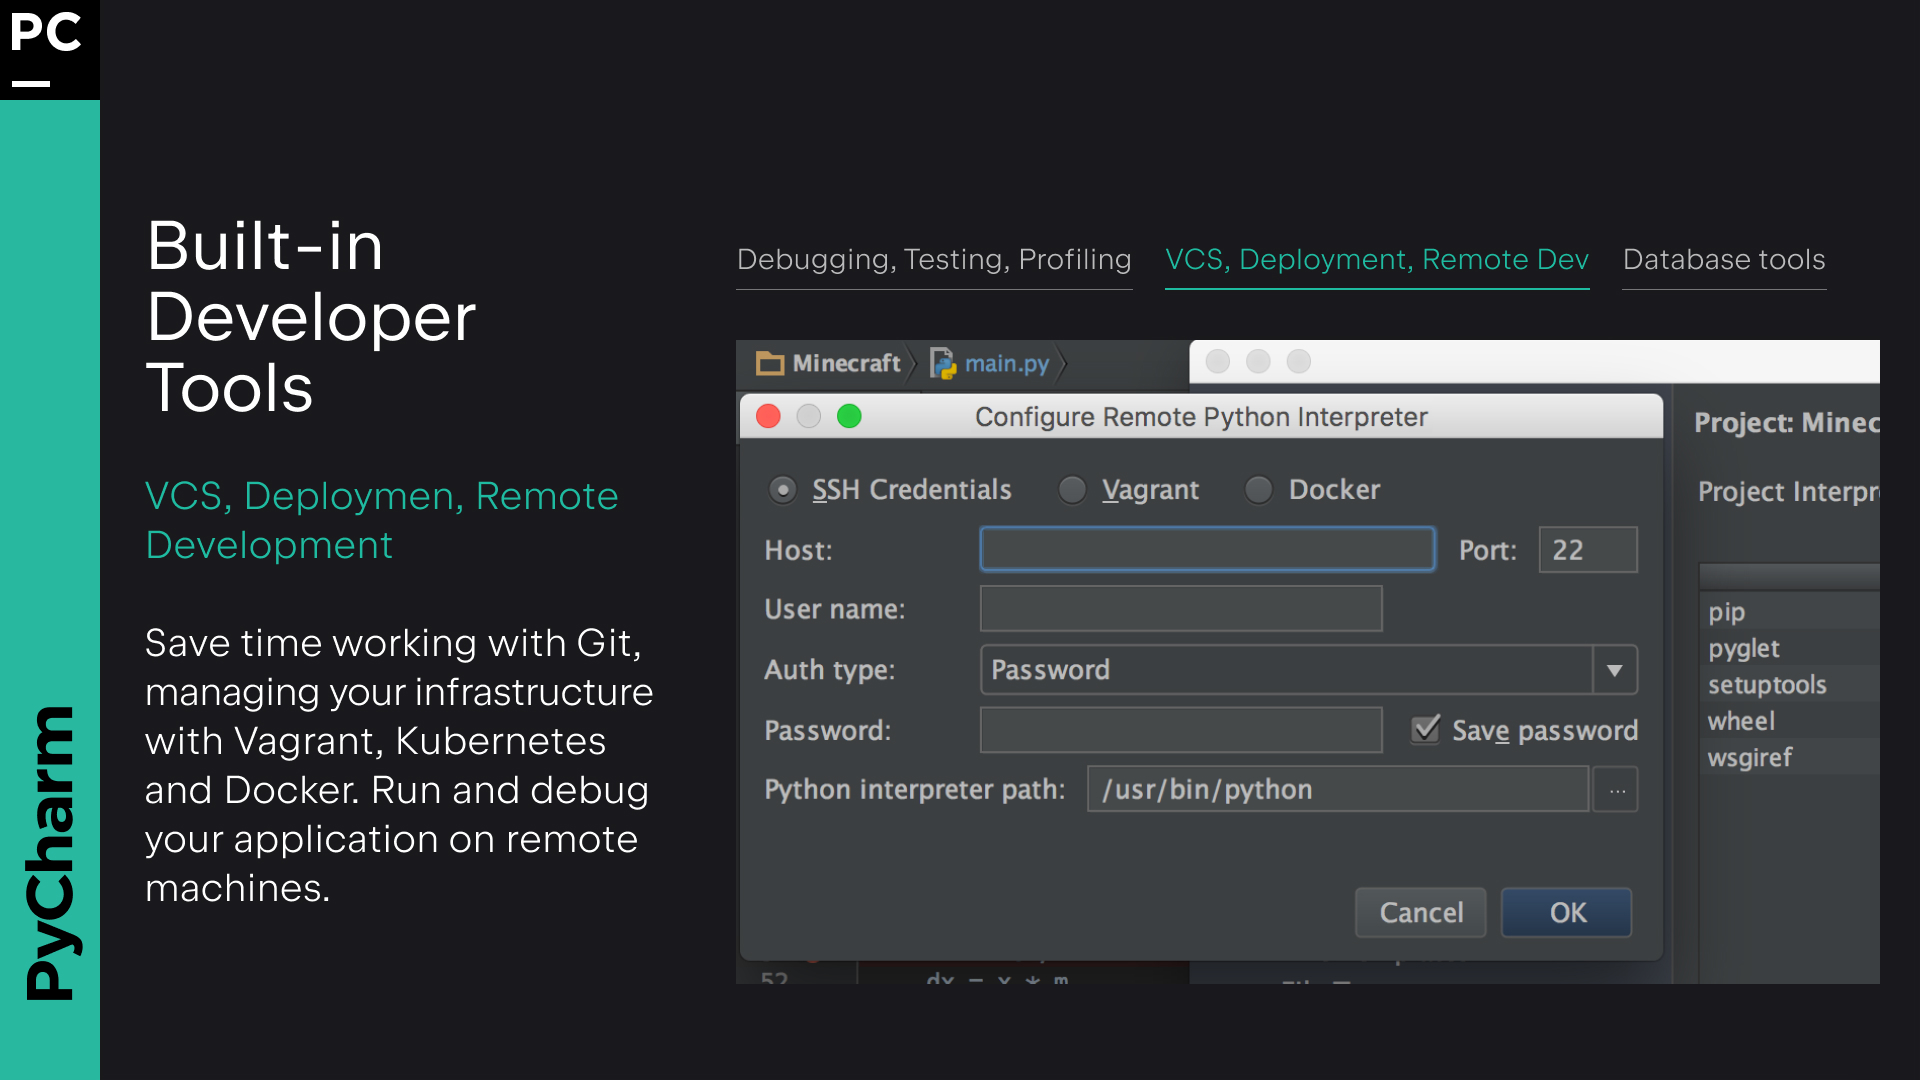 PC
PyCharm
Built-in
Developer
Tools
VCS, Deploymen, Remote
Development
Save time working with Git,
managing your infrastructure
with Vagrant, Kubernetes
and Docker. Run and debug
your application on remote
machines.
Debugging, Testing, Profiling
VCS, Deployment, Remote Dev
Database tools
Minecraft
main.py
Configure Remote Python Interpreter
SSH Credentials
Vagrant
Docker
Host:
Port: 22
User name:
Auth type: Password
Password:
Save password
Python interpreter path: /usr/bin/python
...
Cancel
OK
Project: Minec
Project Interpr
pip
pyglet
setuptools
wheel
wsgiref
52
dx = x * m